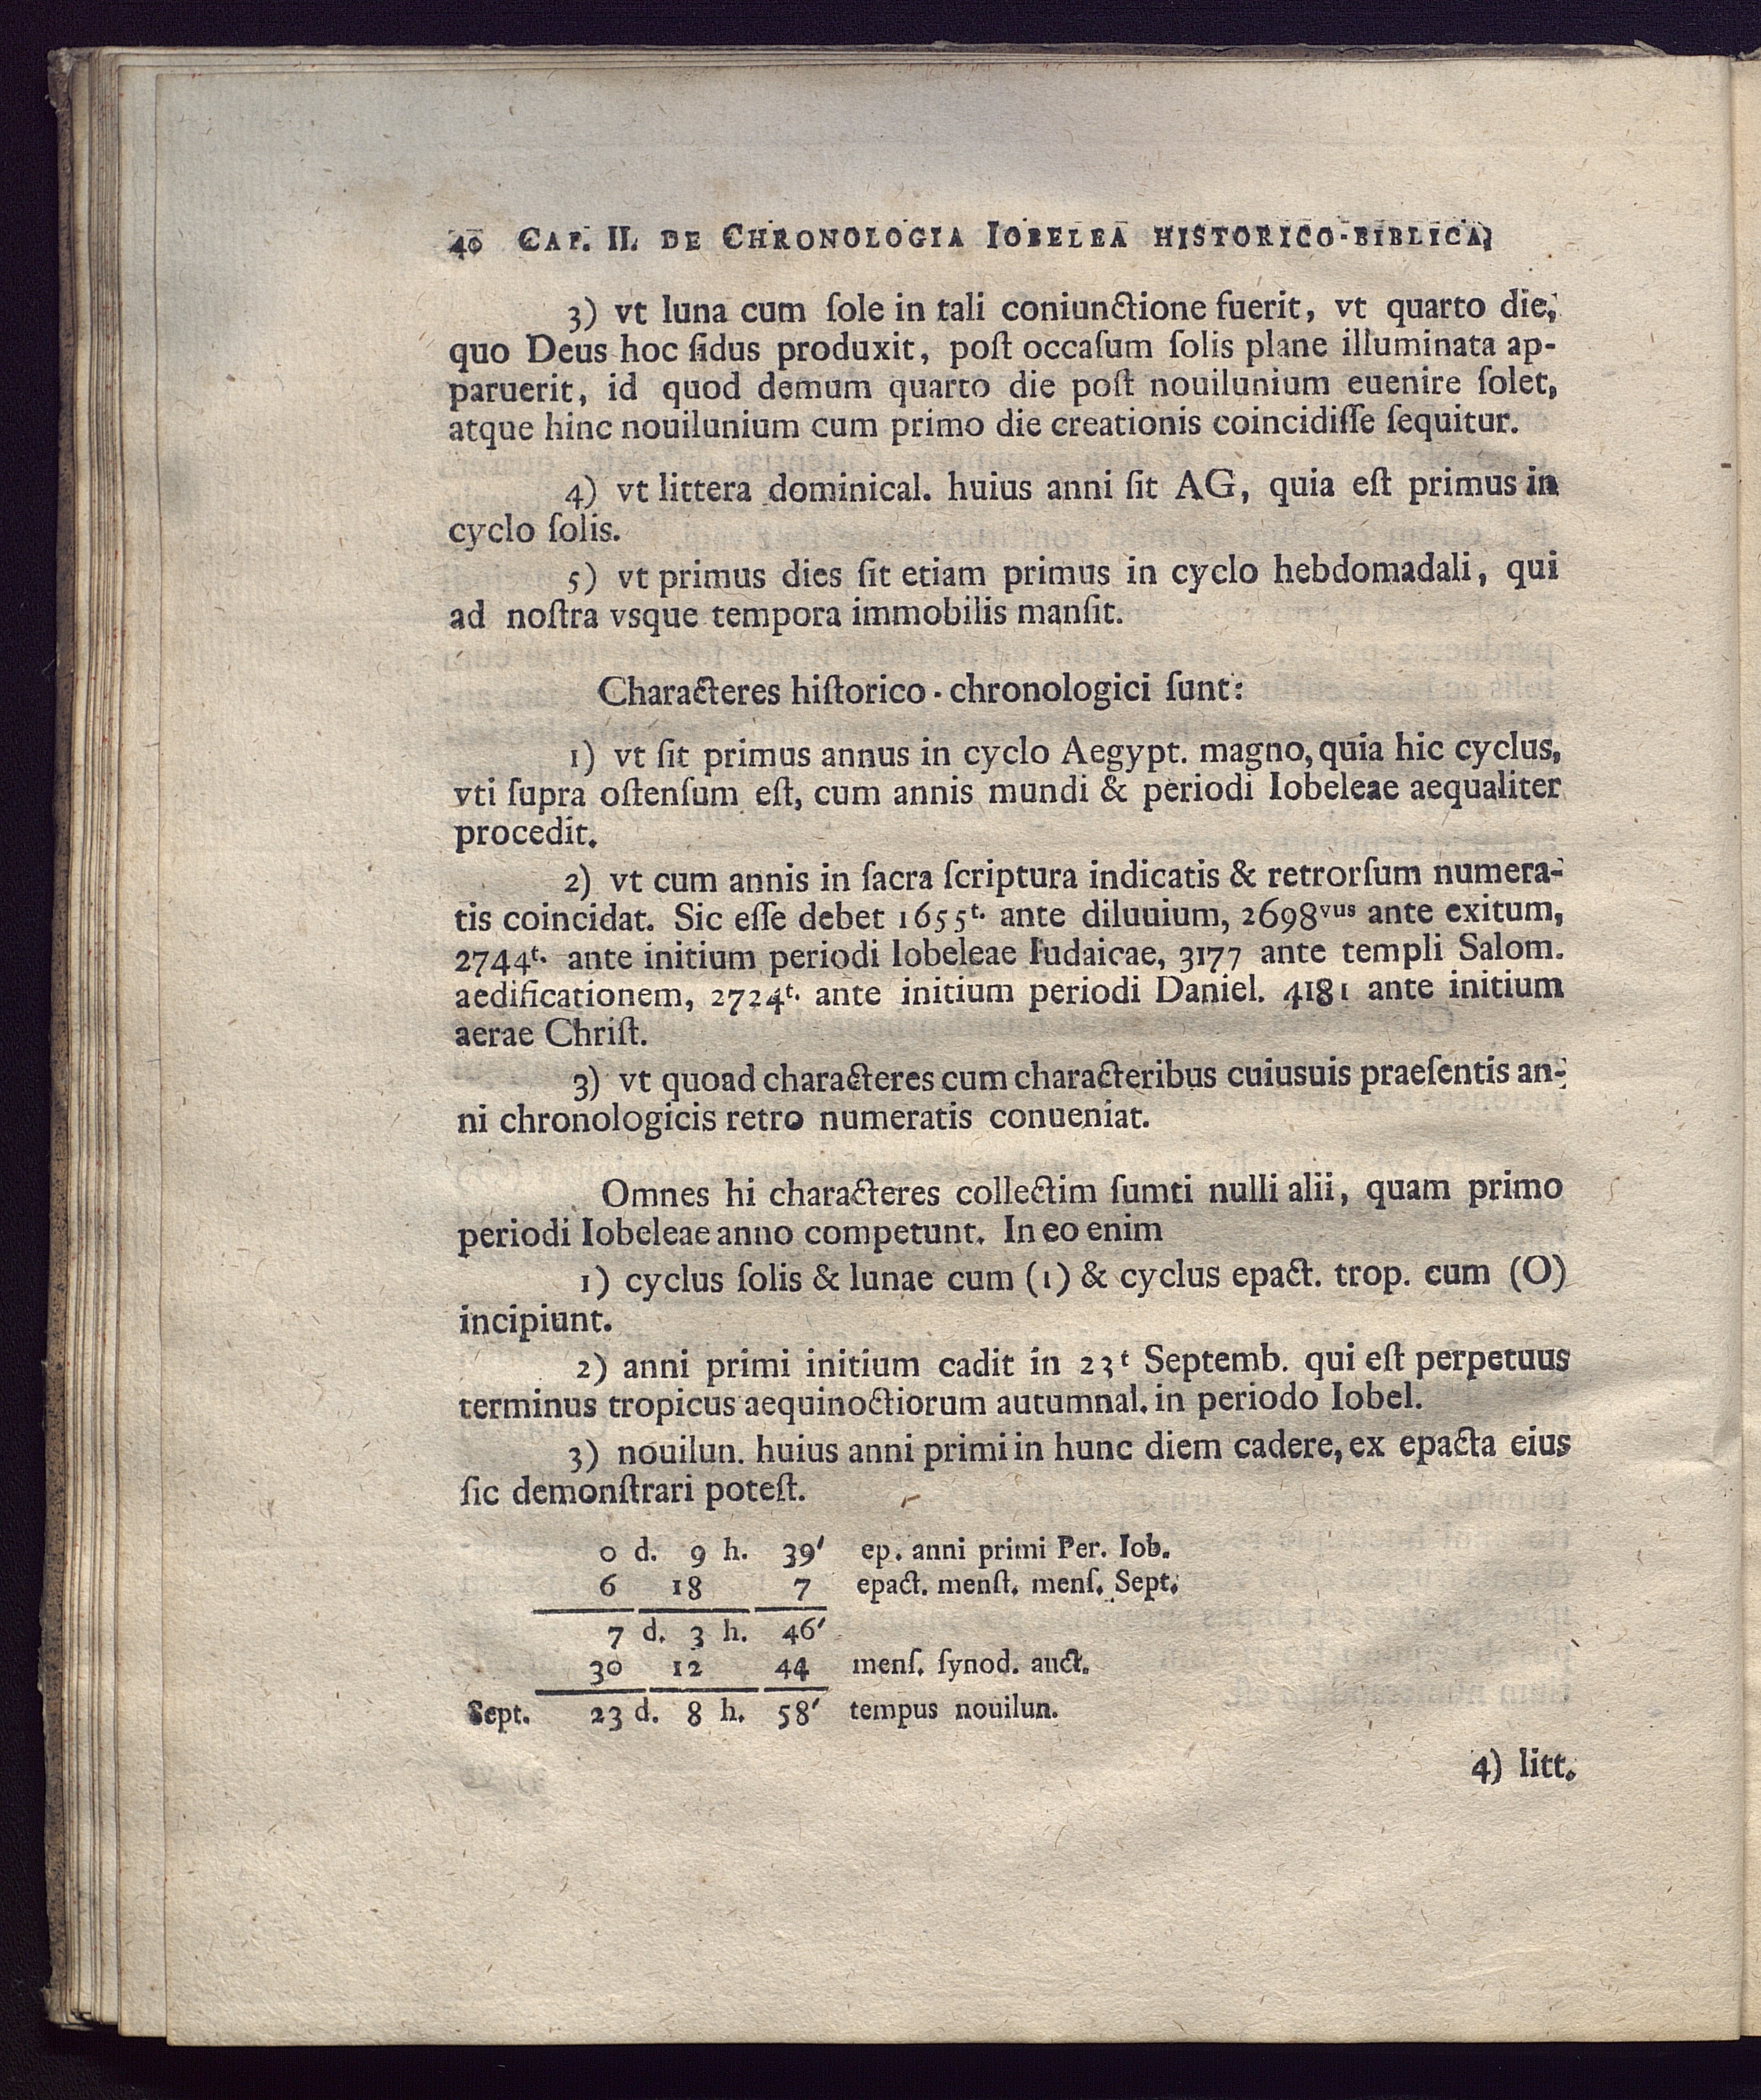 40 CAP. II. DE CHRONOLOGIA IOBELEA HISTORICO-BIBLICA,
3) vt luna cum ſole in tali coniunctione fuerit, vt quarto die,
quo Deus hoc ſidus produxit, poſt occaſum ſolis plane illuminata ap-
paruerit, id quod demum quarto die poſt nouilunium euenire ſolet,
atque hinc nouilunium cum primo die creationis coincidiſſe ſequitur.
4) vt littera dominical. huius anni ſit AG, quia eſt primus in
cyclo ſolis.
5) vt primus dies ſit etiam primus in cyclo hebdomadali, qui
ad noſtra vsque tempora immobilis manſit.
Characteres hiſtorico-chronologici ſunt:
1) vt ſit primus annus in cyclo Aegypt. magno, quia hic cyclus,
vti ſupra oſtenſum eſt, cum annis mundi & periodi Iobeleae aequaliter
procedit.
2) vt cum annis in ſacra ſcriptura indicatis & retrorſum numera-
tis coincidat. Sic eſſe debet 1655t. ante diluuium, 2698vus ante exitum,
2744t. ante initium periodi Iobeleae Iudaicae, 3177 ante templi Salom.
aedificationem, 2724t. ante initium periodi Daniel. 4181 ante initium
aerae Chriſt.
3) vt quoad characteres cum characteribus cuiusuis praeſentis an-
ni chronologicis retro numeratis conueniat.
Omnes hi characteres collectim ſumti nulli alii, quam primo
periodi Iobeleae anno competunt. In eo enim
1) cyclus ſolis & lunae cum (1) & cyclus epact. trop. cum (O)
incipiunt.
2) anni primi initium cadit in 23t Septemb. qui eſt perpetuus
terminus tropicus aequinoctiorum autumnal. in periodo Iobel.
3) nouilun. huius anni primi in hunc diem cadere, ex epacta eius
ſic demonſtrari poteſt.
0 d. 9 h. 39′ ep. anni primi Per. Iob.
6 18 7 epact. menſt. menſ. Sept.
7 d. 3 h. 46′
30 12 44 menſ. ſynod. auct.
Sept. 23 d. 8 h. 58′ tempus nouilun.
4) litt.